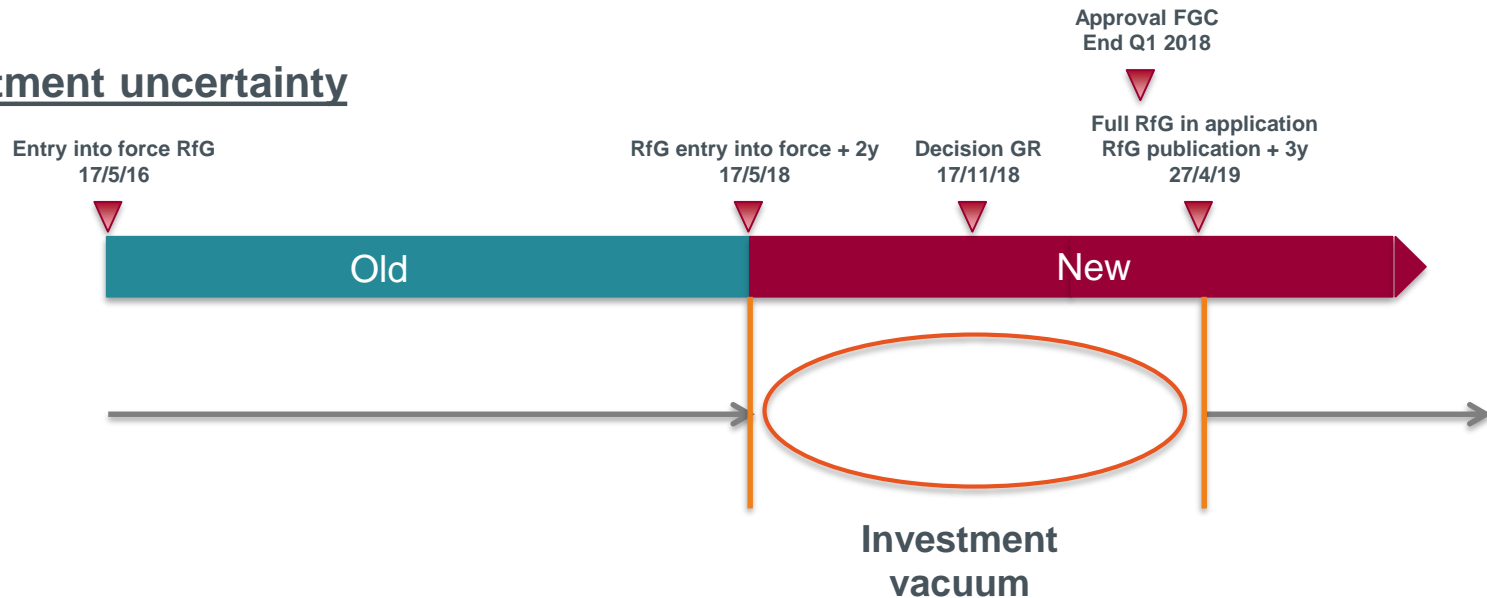 tment uncertainty
Approval FGC
End Q1 2018
Entry into force RfG
17/5/16
RfG entry into force + 2y
17/5/18
Decision GR
17/11/18
Full RfG in application
RfG publication + 3y
27/4/19
Old
New
Investment
vacuum